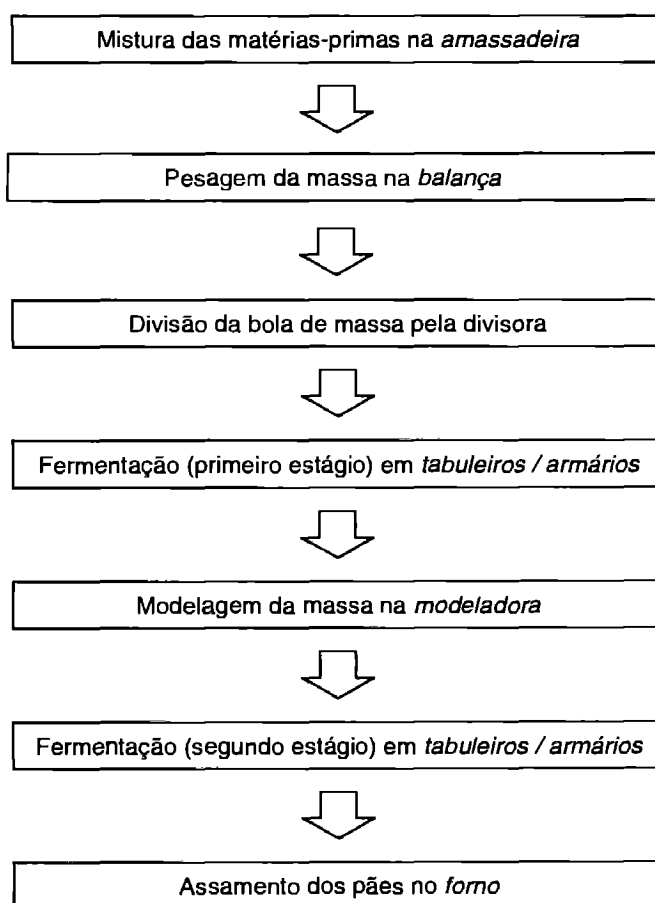 Mistura das matérias-primas na amassadeira
Pesagem da massa na balança
Divisão da bola de massa pela divisora
Fermentação (primeiro estágio) em tabuleiros / armários
Modelagem da massa na modeladora
Fermentação (segundo estágio) em tabuleiros / armários
Assamento dos pães no forno